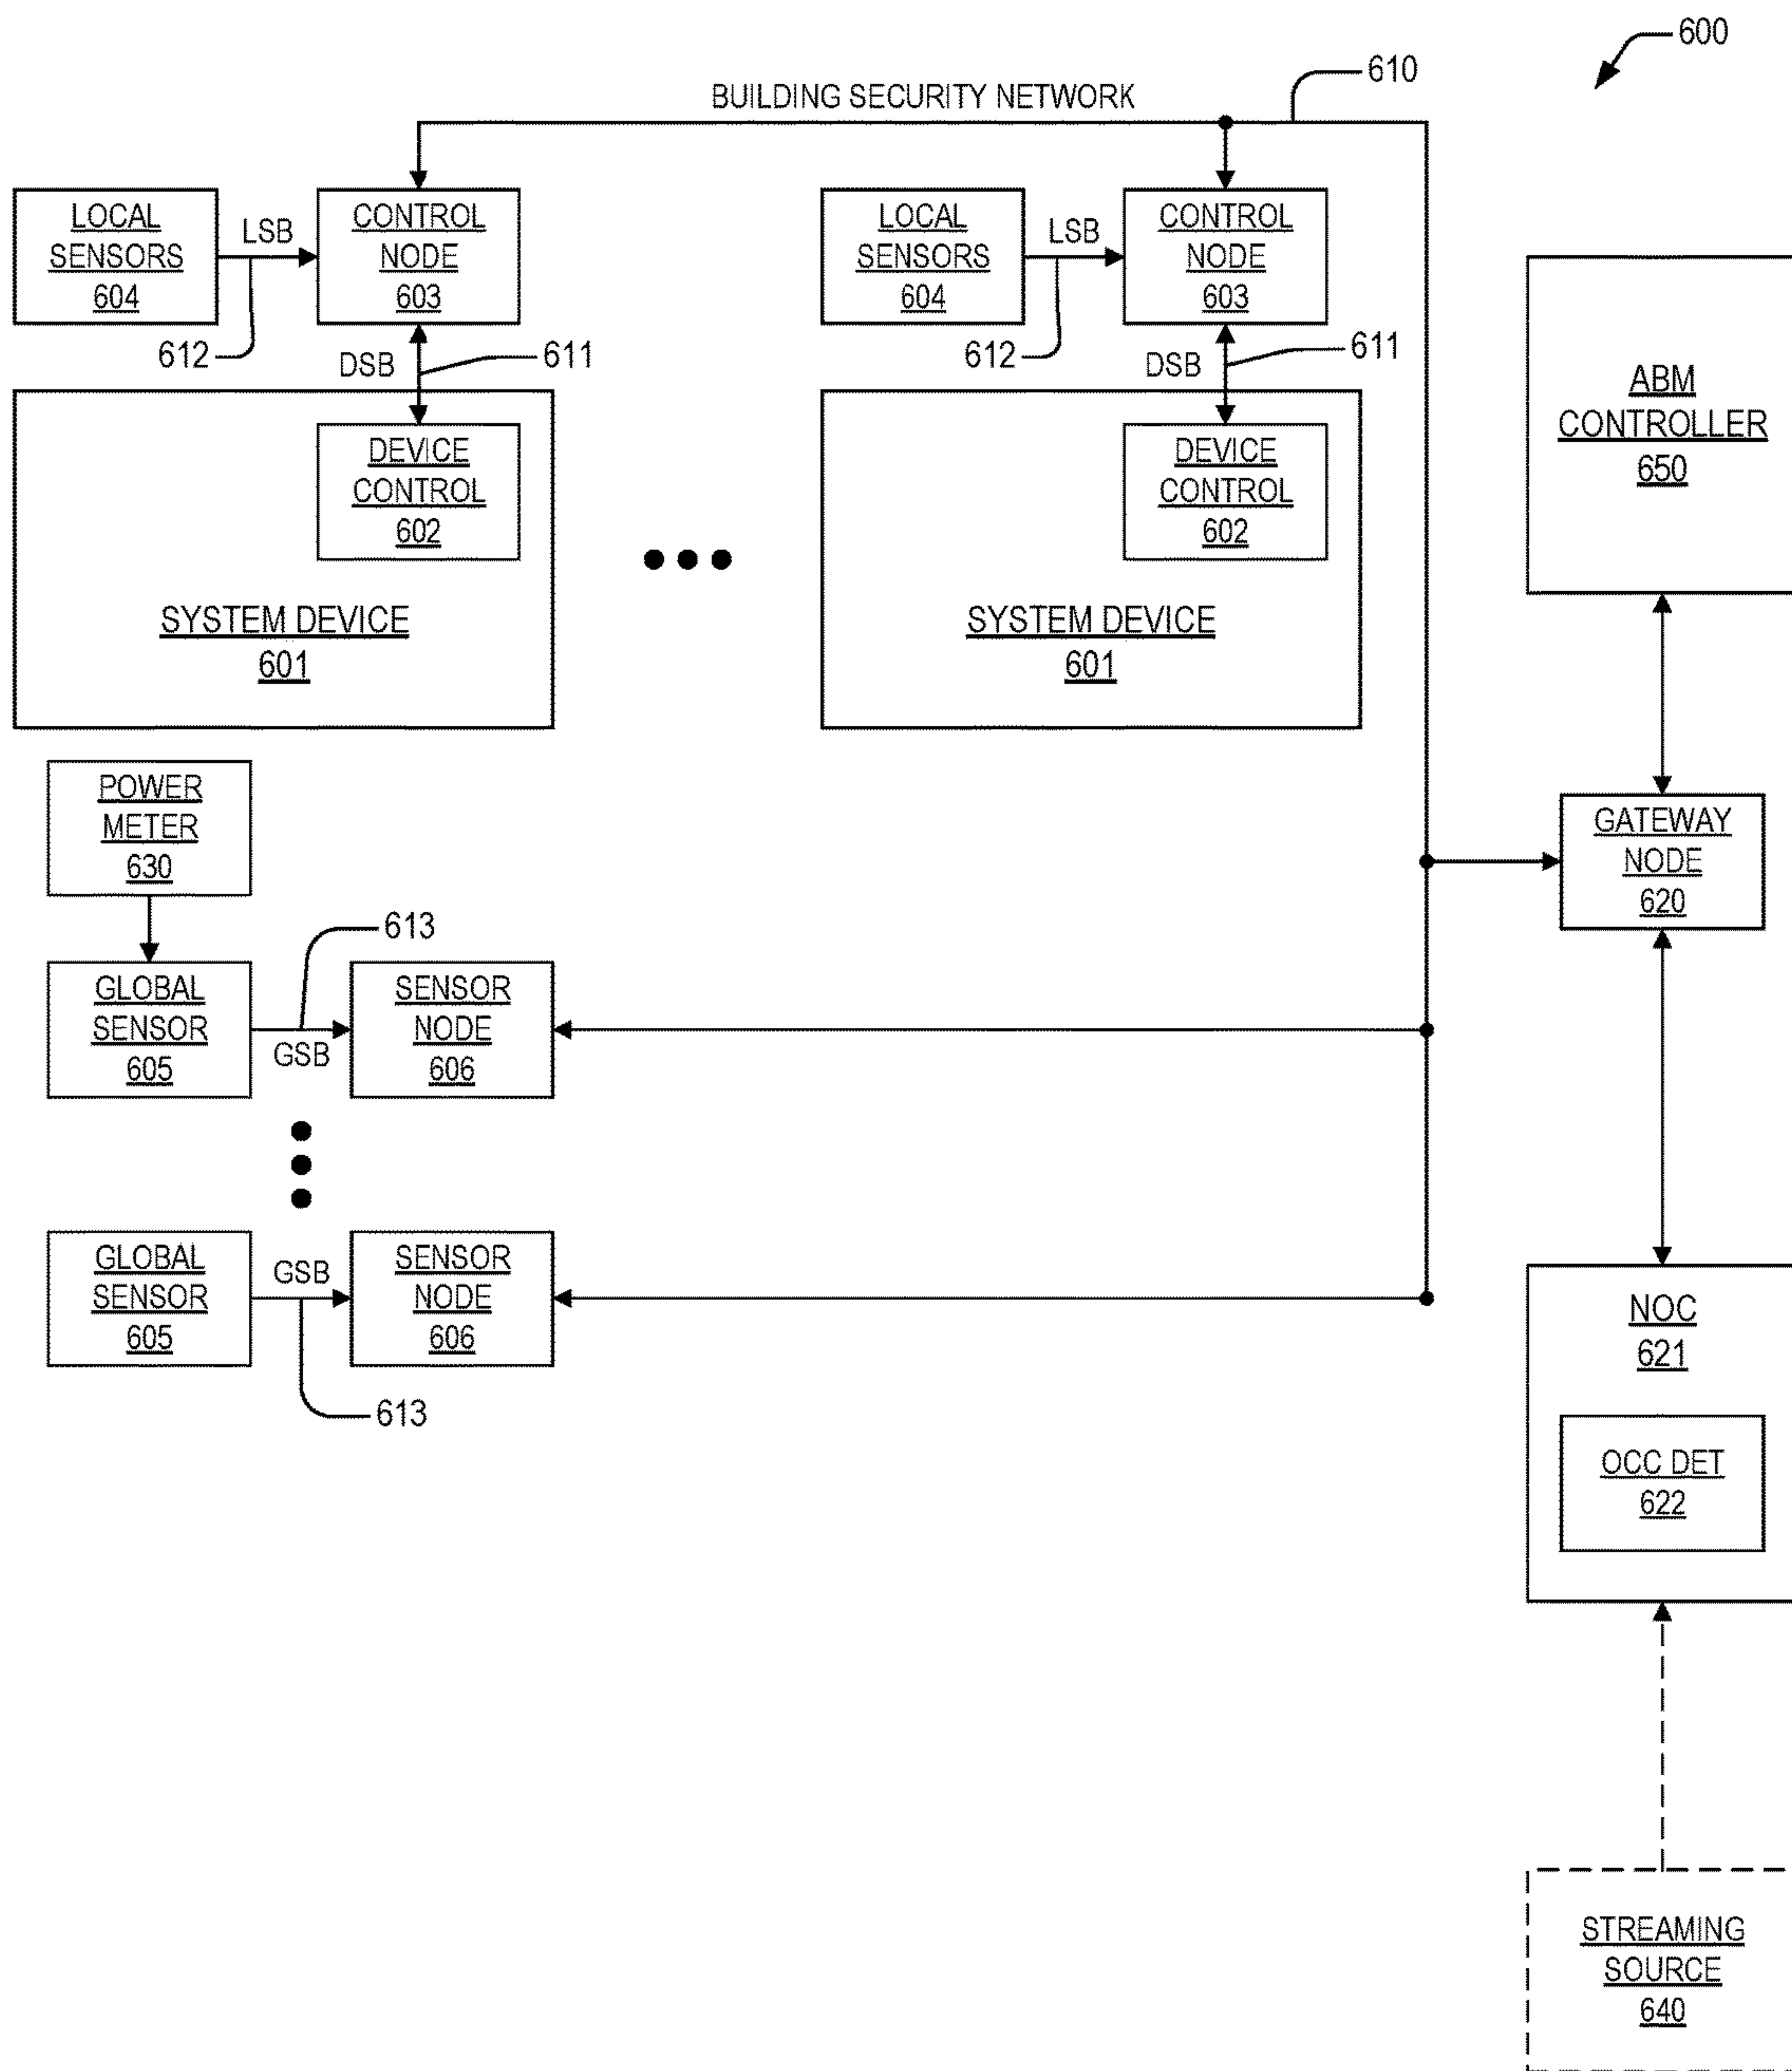 600
610
BUILDING SECURITY NETWORK
LOCAL
SENSORS
604
LSB
612
CONTROL
NODE
603
DSB
611
DEVICE
CONTROL
602
SYSTEM DEVICE
601
LOCAL
SENSORS
604
LSB
612
CONTROL
NODE
603
DSB
611
DEVICE
CONTROL
602
SYSTEM DEVICE
601
ABM
CONTROLLER
650
POWER
METER
630
GATEWAY
NODE
620
613
GLOBAL
SENSOR
605
GSB
SENSOR
NODE
606
GLOBAL
SENSOR
605
GSB
SENSOR
NODE
606
613
NOC
621
OCC DET
622
STREAMING
SOURCE
640